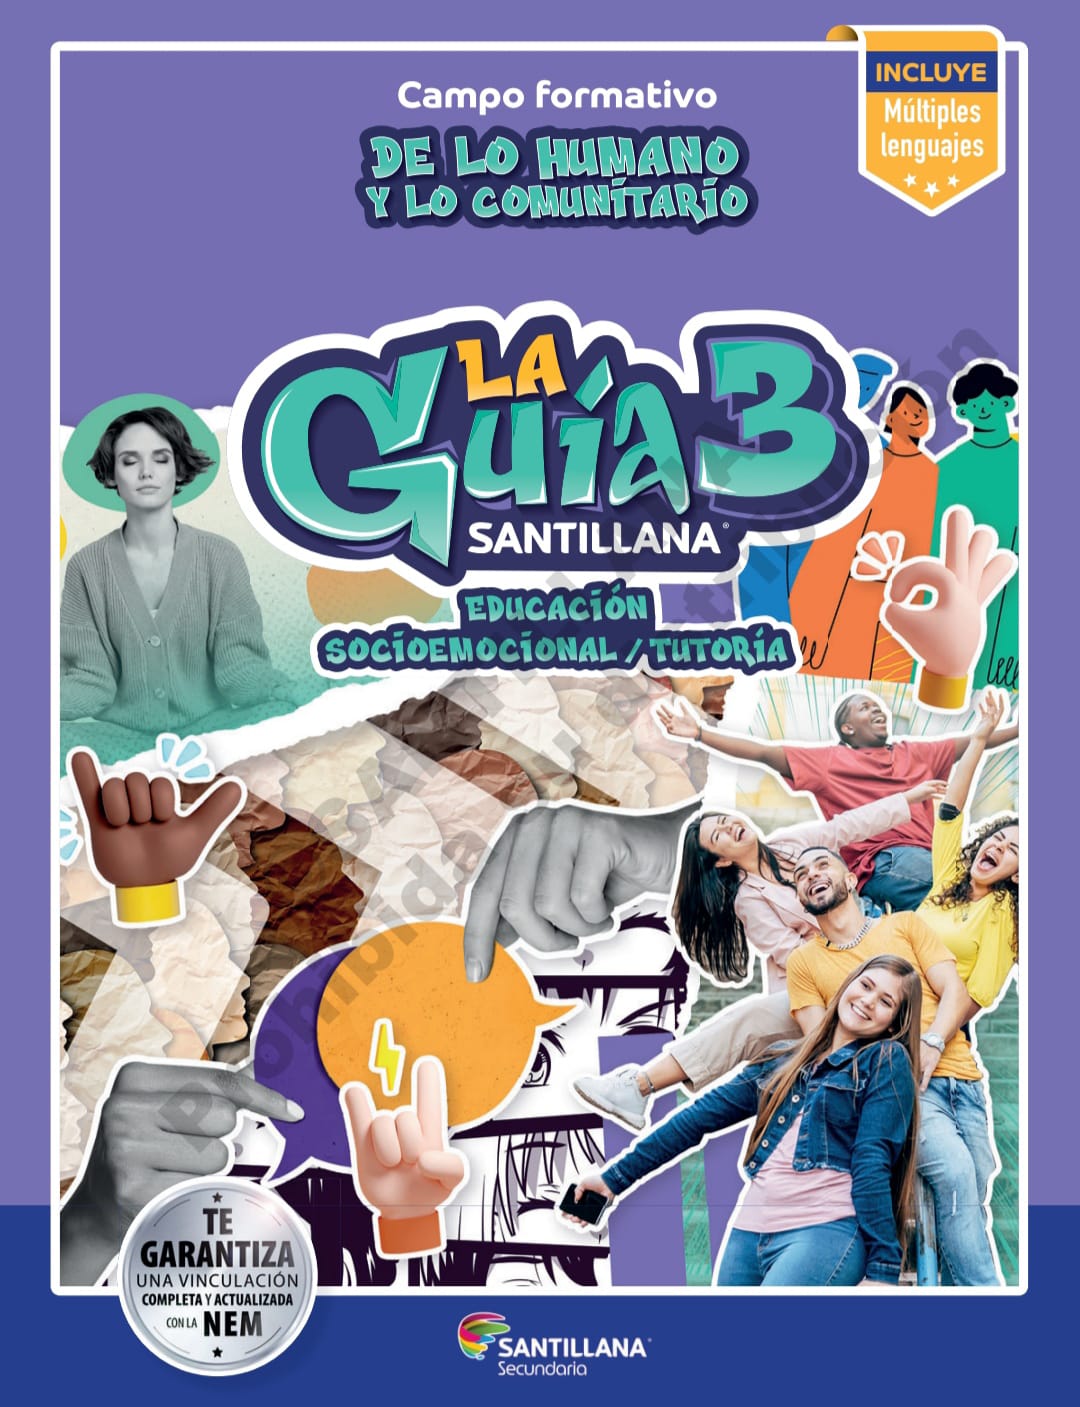 Campo formativo
DE LO HUMANO
Y LO COMUNITARIO
INCLUYE
Múltiples
lenguajes
LA
Guía 3
SANTILLANA®
EDUCACIÓN
SOCIOEMOCIONAL / TUTORÍA
Prohibida
TE
GARANTIZA
UNA VINCULACIÓN
COMPLETA Y ACTUALIZADA
CON LA NEM
SANTILLANA®
Secundaria